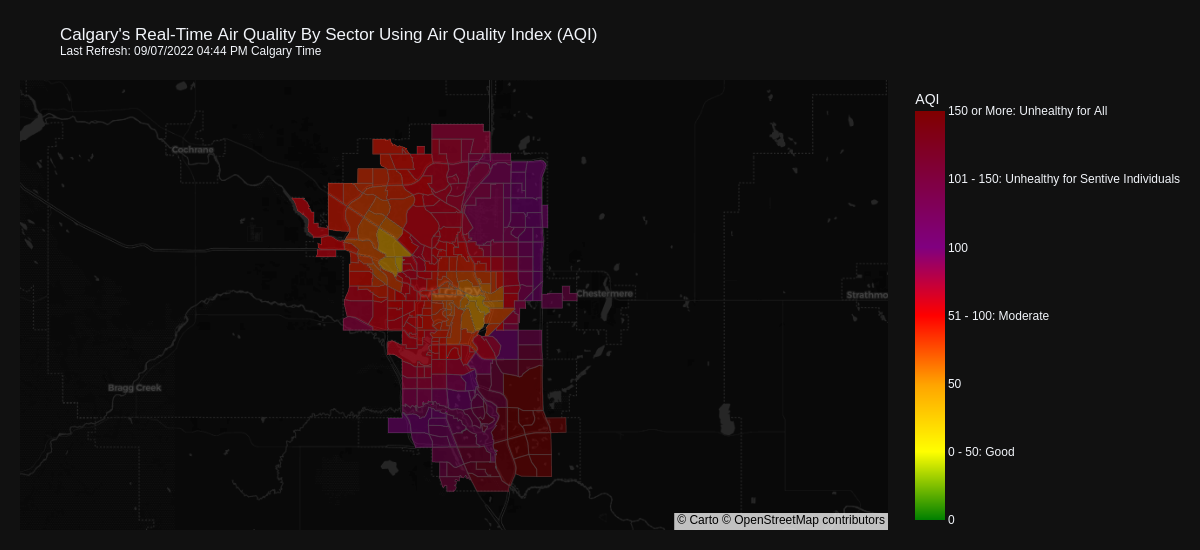 Calgary's Real-Time Air Quality By Sector Using Air Quality Index (AQI)
Last Refresh: 09/07/2022 04:44 PM Calgary Time
AQI
150 or More: Unhealthy for All
Cochrane
101 - 150: Unhealthy for Sentive Individuals
100
CALGARY
Chestermere
Strathmo
51 - 100: Moderate
Bragg Creek
50
0 - 50: Good
© Carto © OpenStreetMap contributors
0